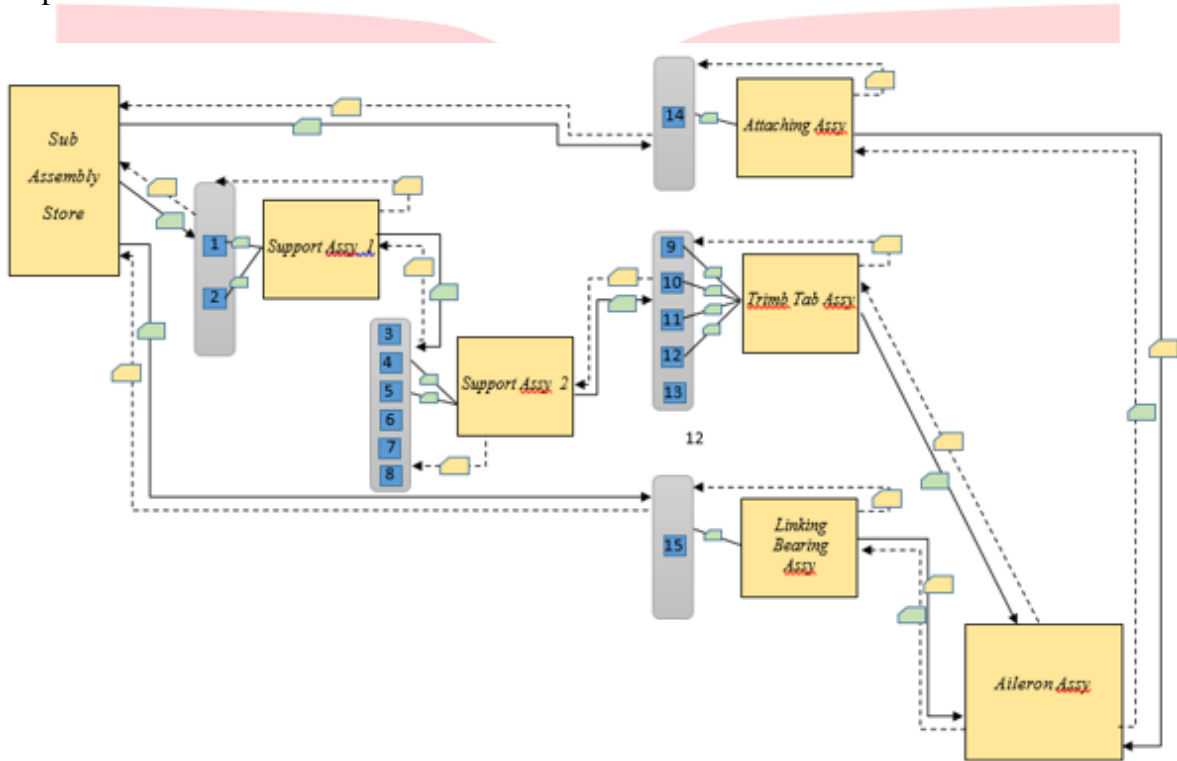 Sub
Assembly
Store
1
2
Support Assy 1
3
4
5
6
7
8
Support Assy 2
14
Attaching Assy
9
10
11
12
13
Trimb Tab Assy
12
15
Linking
Bearing
Assy
Aileron Assy